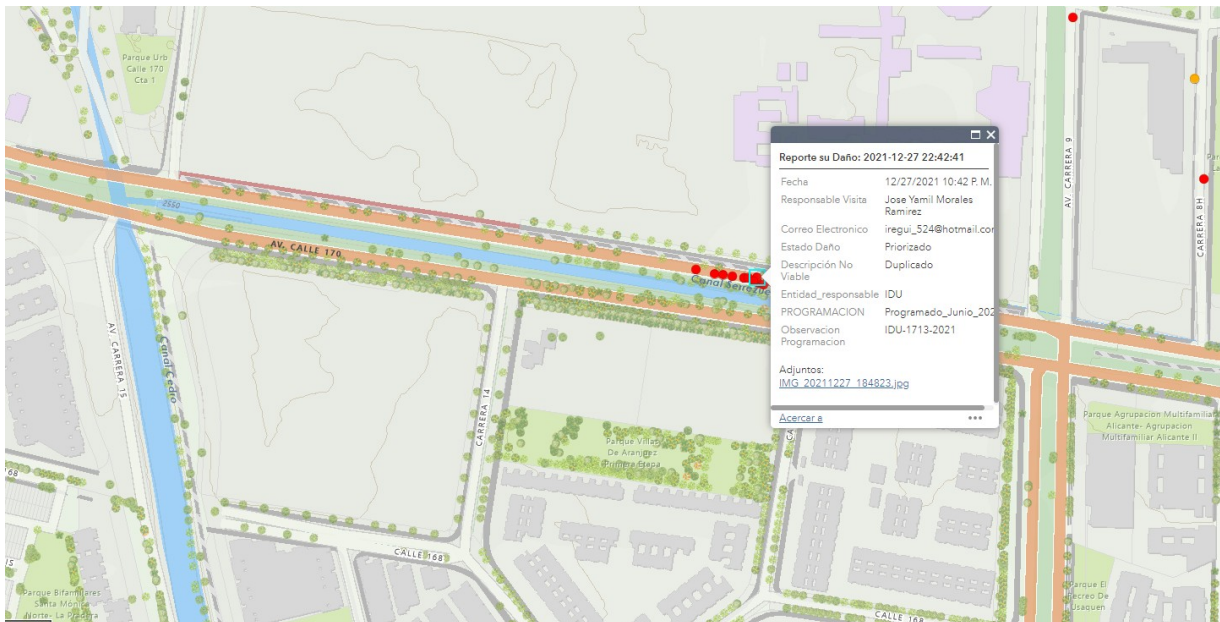 Parque Urb
Calle 170
Cta 1
2550
AV. CALLE 170
AV. CARRERA 9
CARRERA 8H
AV. CARRERA 15
Canal Cedro
CARRERA 14
Parque Villas
De Aranjuez
Primera Etapa
CALLE 168
CALLE 168
Parque Bifamiliares
Santa Mónica
Norte- La Pradera
Parque Agrupacion Multifamiliar
Alicante- Agrupacion
Multifamiliar Alicante II
Parque El
Recreo De
Usaquen
Reporte su Daño: 2021-12-27 22:42:41
Fecha 12/27/2021 10:42 P. M.
Responsable Visita Jose Yamil Morales
Ramirez
Correo Electronico iregui_524@hotmail.com
Estado Daño Priorizado
Descripción No Duplicado
Viable
Entidad_responsable IDU
PROGRAMACION Programado_Junio_202
Observacion IDU-1713-2021
Programacion
Adjuntos:
IMG_20211227_184823.jpg
Acercar a